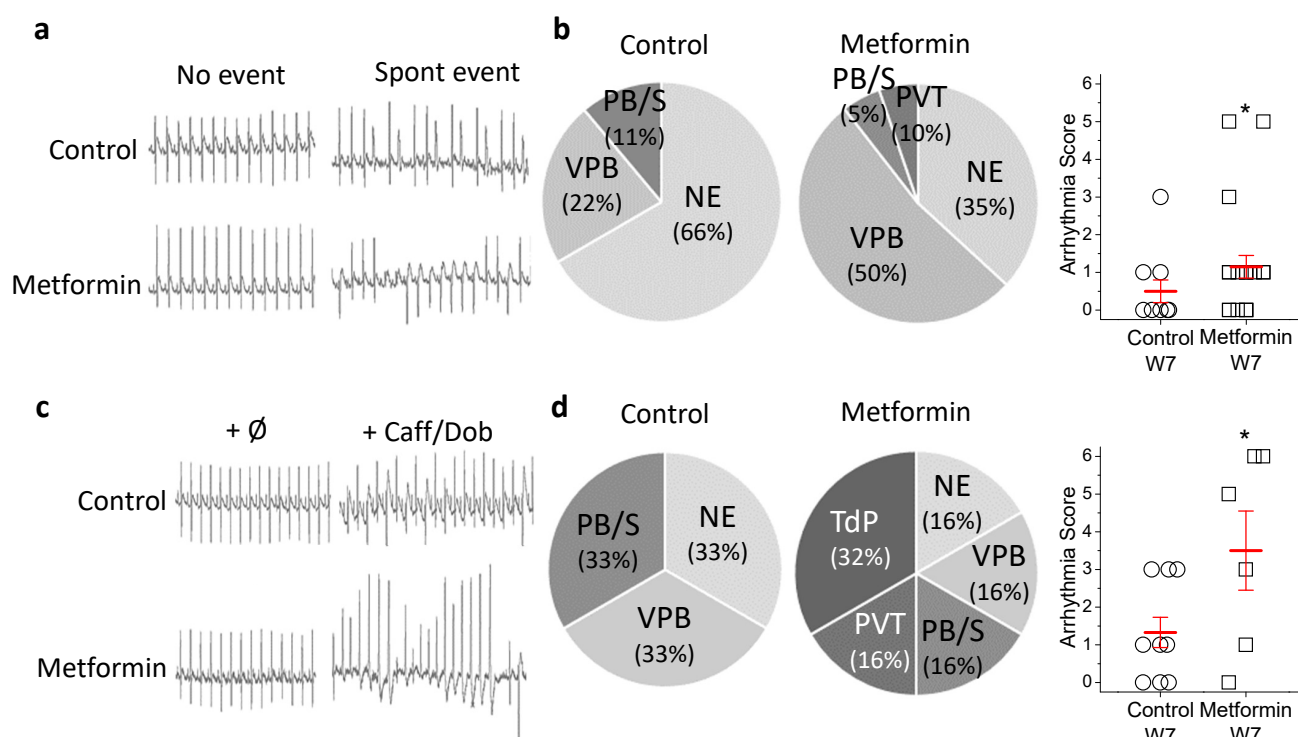 a
No event
Spont event
Control
Metformin
b
Control
PB/S
(11%)
VPB
(22%)
NE
(66%)
Metformin
PB/S
(5%)
PVT
(10%)
NE
(35%)
VPB
(50%)
Arrhythmia Score
6
5
4
3
2
1
0
*
Control
W7
Metformin
W7
c
+ Ø
+ Caff/Dob
Control
Metformin
d
Control
PB/S
(33%)
NE
(33%)
VPB
(33%)
Metformin
TdP
(32%)
NE
(16%)
VPB
(16%)
PVT
(16%)
PB/S
(16%)
Arrhythmia Score
6
5
4
3
2
1
0
*
Control
W7
Metformin
W7